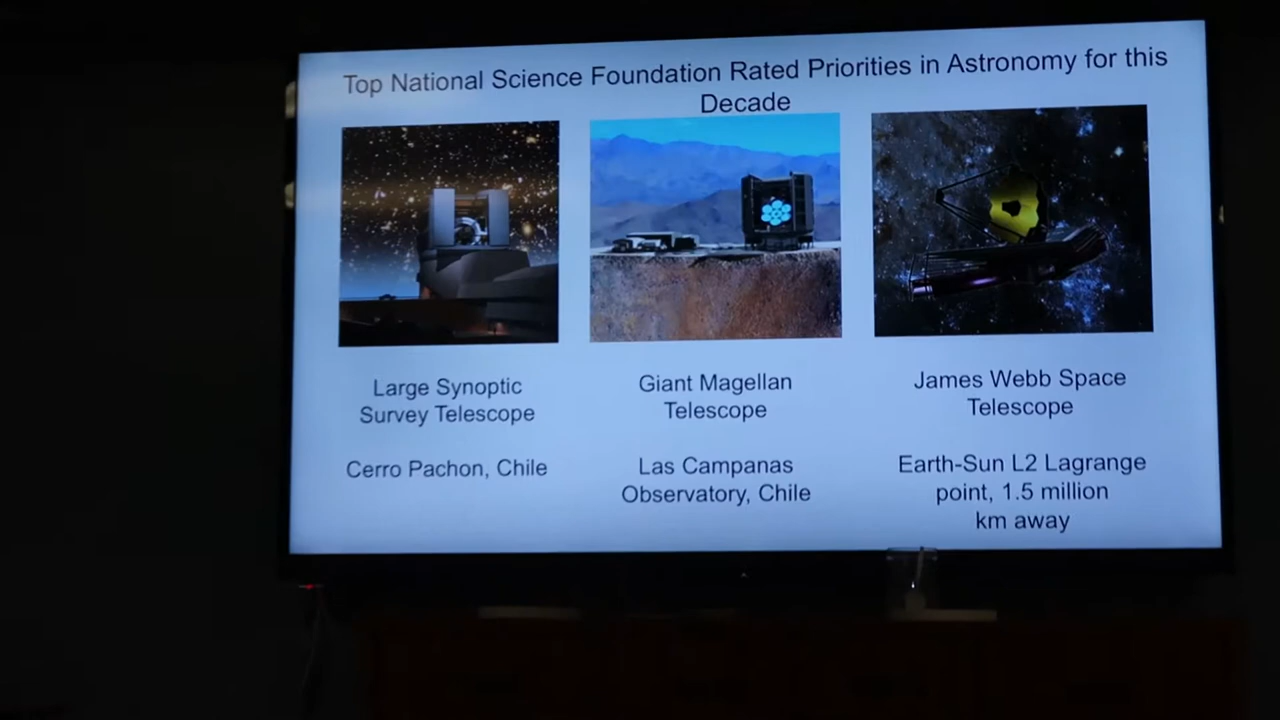 Top National Science Foundation Rated Priorities in Astronomy for this
Decade
Large Synoptic
Survey Telescope
Cerro Pachon, Chile
Giant Magellan
Telescope
Las Campanas
Observatory, Chile
James Webb Space
Telescope
Earth-Sun L2 Lagrange
point, 1.5 million
km away